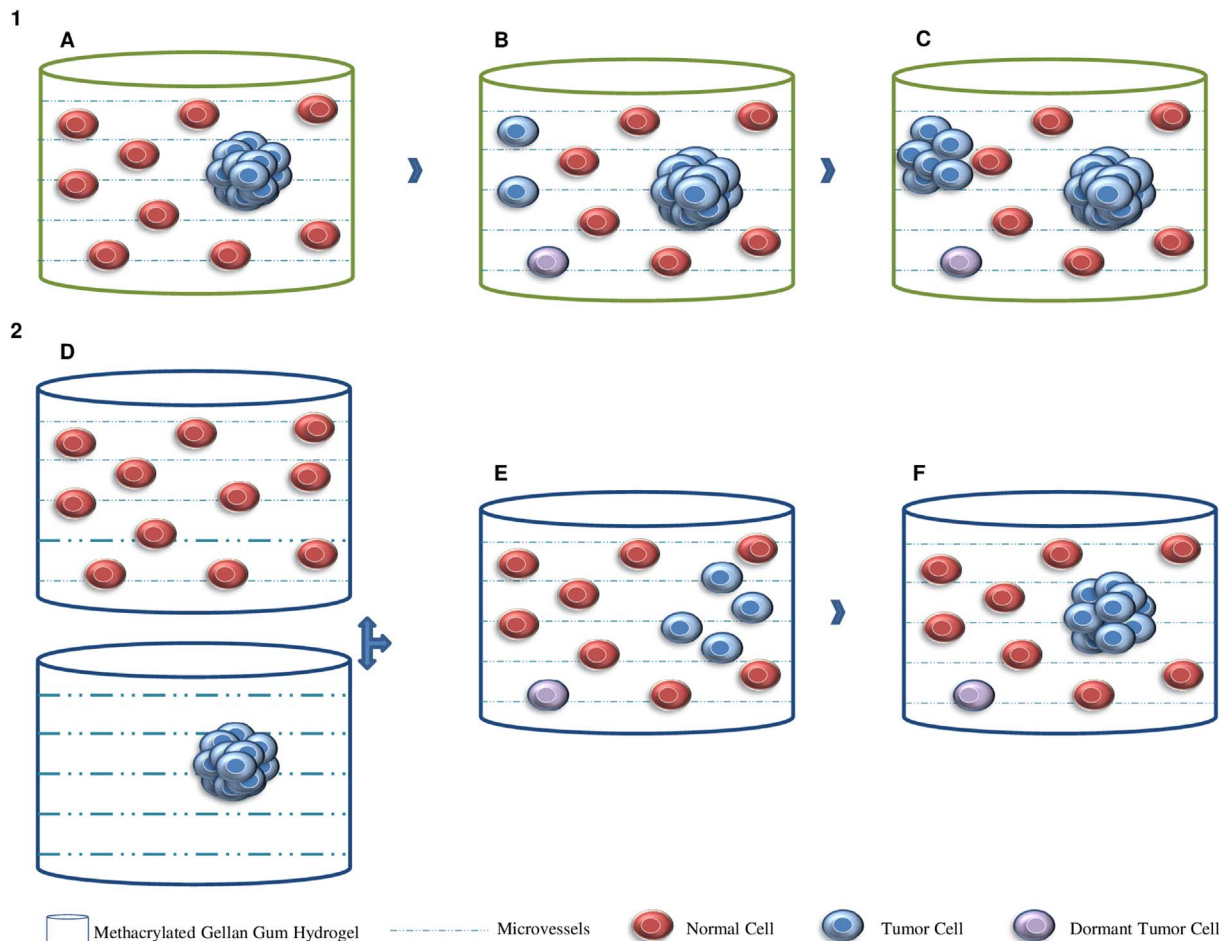 1
A
B
C
2
D
E
F
Methacrylated Gellan Gum Hydrogel
Microvessels
Normal Cell
Tumor Cell
Dormant Tumor Cell